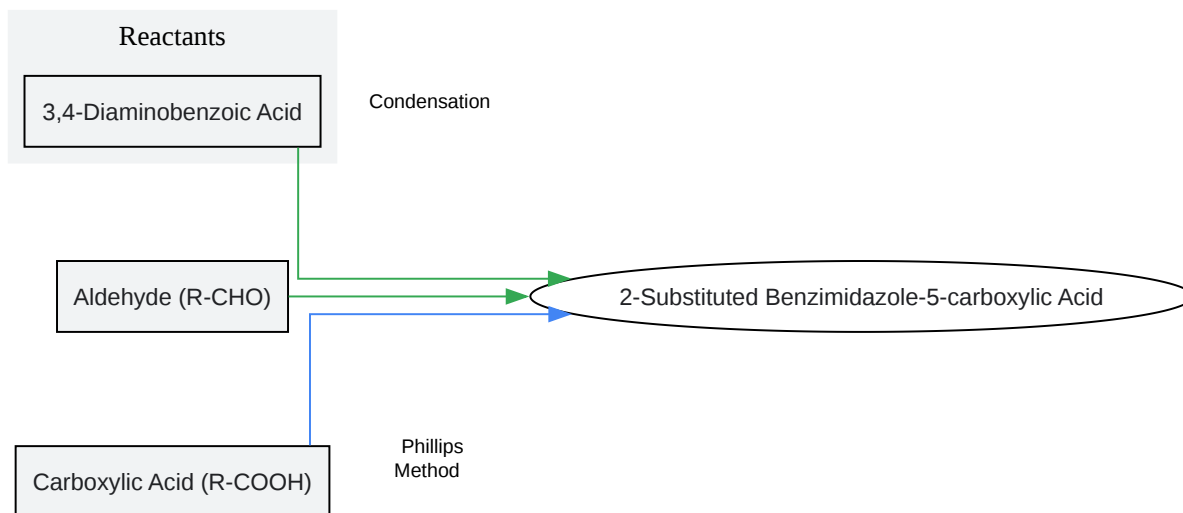 Reactants
3,4-Diaminobenzoic Acid
Condensation
Aldehyde (R-CHO)
2-Substituted Benzimidazole-5-carboxylic Acid
Phillips
Method
Carboxylic Acid (R-COOH)